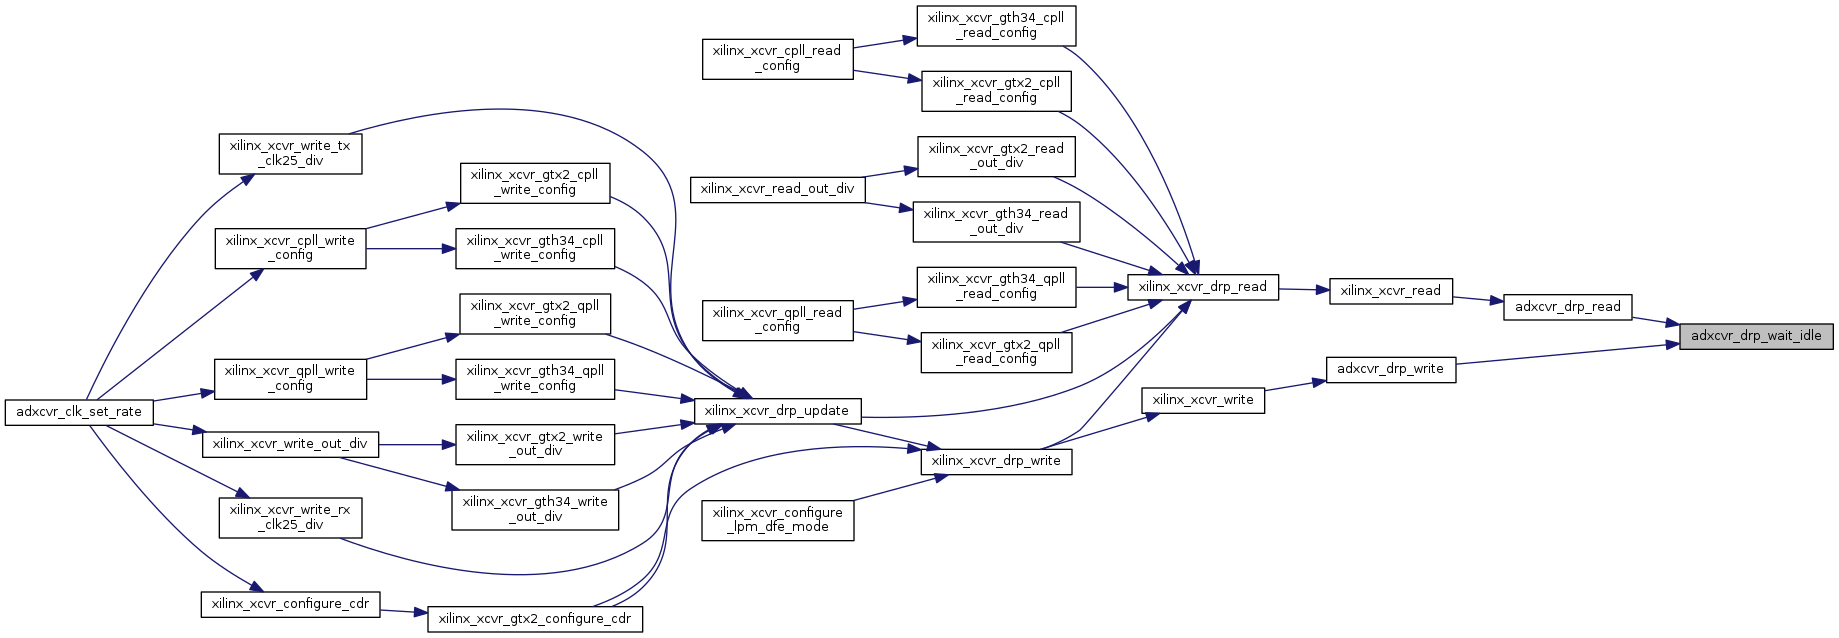 xilinx_xcvr_gth34_cpll
_read_config
xilinx_xcvr_cpll_read
_config
xilinx_xcvr_gtx2_cpll
_read_config
xilinx_xcvr_write_tx
_clk25_div
xilinx_xcvr_gtx2_read
_out_div
xilinx_xcvr_gtx2_cpll
_write_config
xilinx_xcvr_read_out_div
xilinx_xcvr_gth34_read
_out_div
xilinx_xcvr_cpll_write
_config
xilinx_xcvr_gth34_cpll
_write_config
xilinx_xcvr_gth34_qpll
_read_config
xilinx_xcvr_drp_read
xilinx_xcvr_read
adxcvr_drp_read
xilinx_xcvr_gtx2_qpll
_write_config
xilinx_xcvr_qpll_read
_config
adxcvr_drp_wait_idle
xilinx_xcvr_gtx2_qpll
_read_config
adxcvr_drp_write
xilinx_xcvr_qpll_write
_config
xilinx_xcvr_gth34_qpll
_write_config
xilinx_xcvr_write
adxcvr_clk_set_rate
xilinx_xcvr_drp_update
xilinx_xcvr_write_out_div
xilinx_xcvr_gtx2_write
_out_div
xilinx_xcvr_drp_write
xilinx_xcvr_gth34_write
_out_div
xilinx_xcvr_write_rx
_clk25_div
xilinx_xcvr_configure
_lpm_dfe_mode
xilinx_xcvr_configure_cdr
xilinx_xcvr_gtx2_configure_cdr